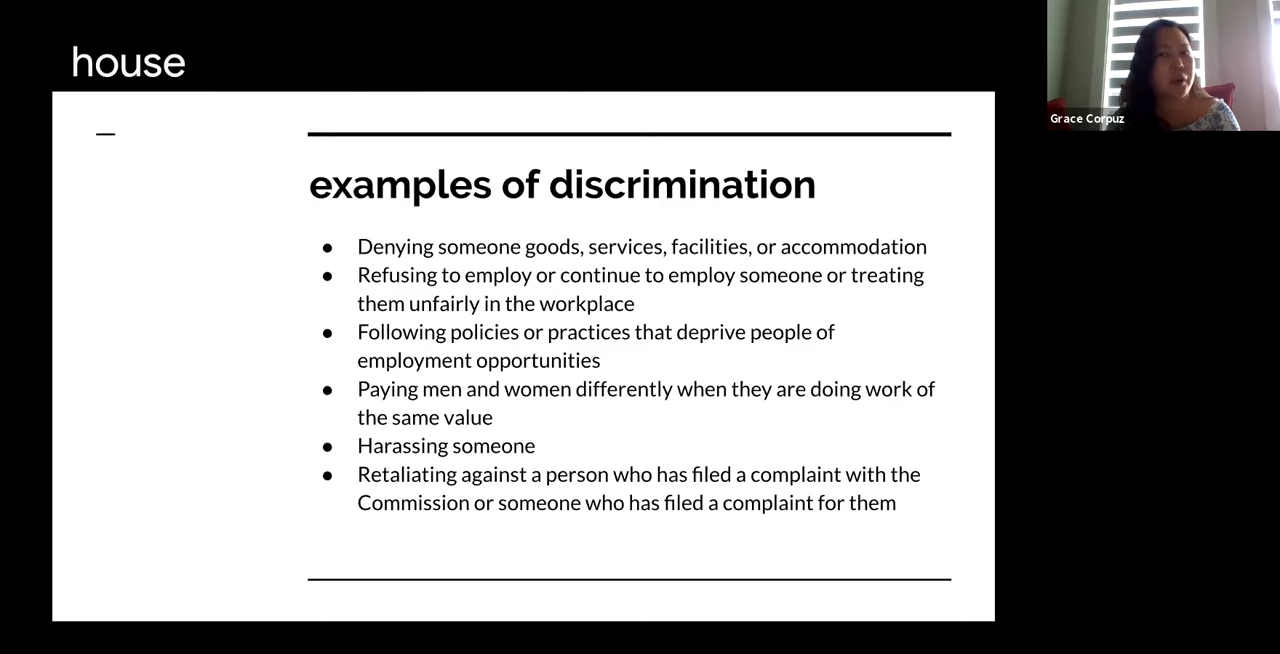 house
Grace Corpuz
examples of discrimination
● Denying someone goods, services, facilities, or accommodation
● Refusing to employ or continue to employ someone or treating
them unfairly in the workplace
● Following policies or practices that deprive people of
employment opportunities
● Paying men and women differently when they are doing work of
the same value
● Harassing someone
● Retaliating against a person who has filed a complaint with the
Commission or someone who has filed a complaint for them